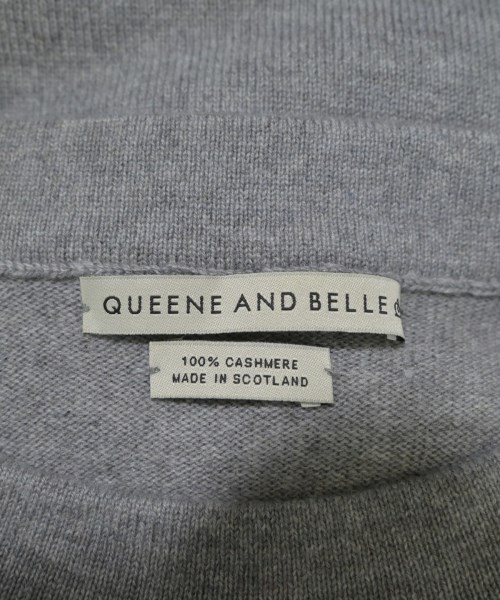 QUEENE AND BELLE
100% CASHMERE
MADE IN SCOTLAND